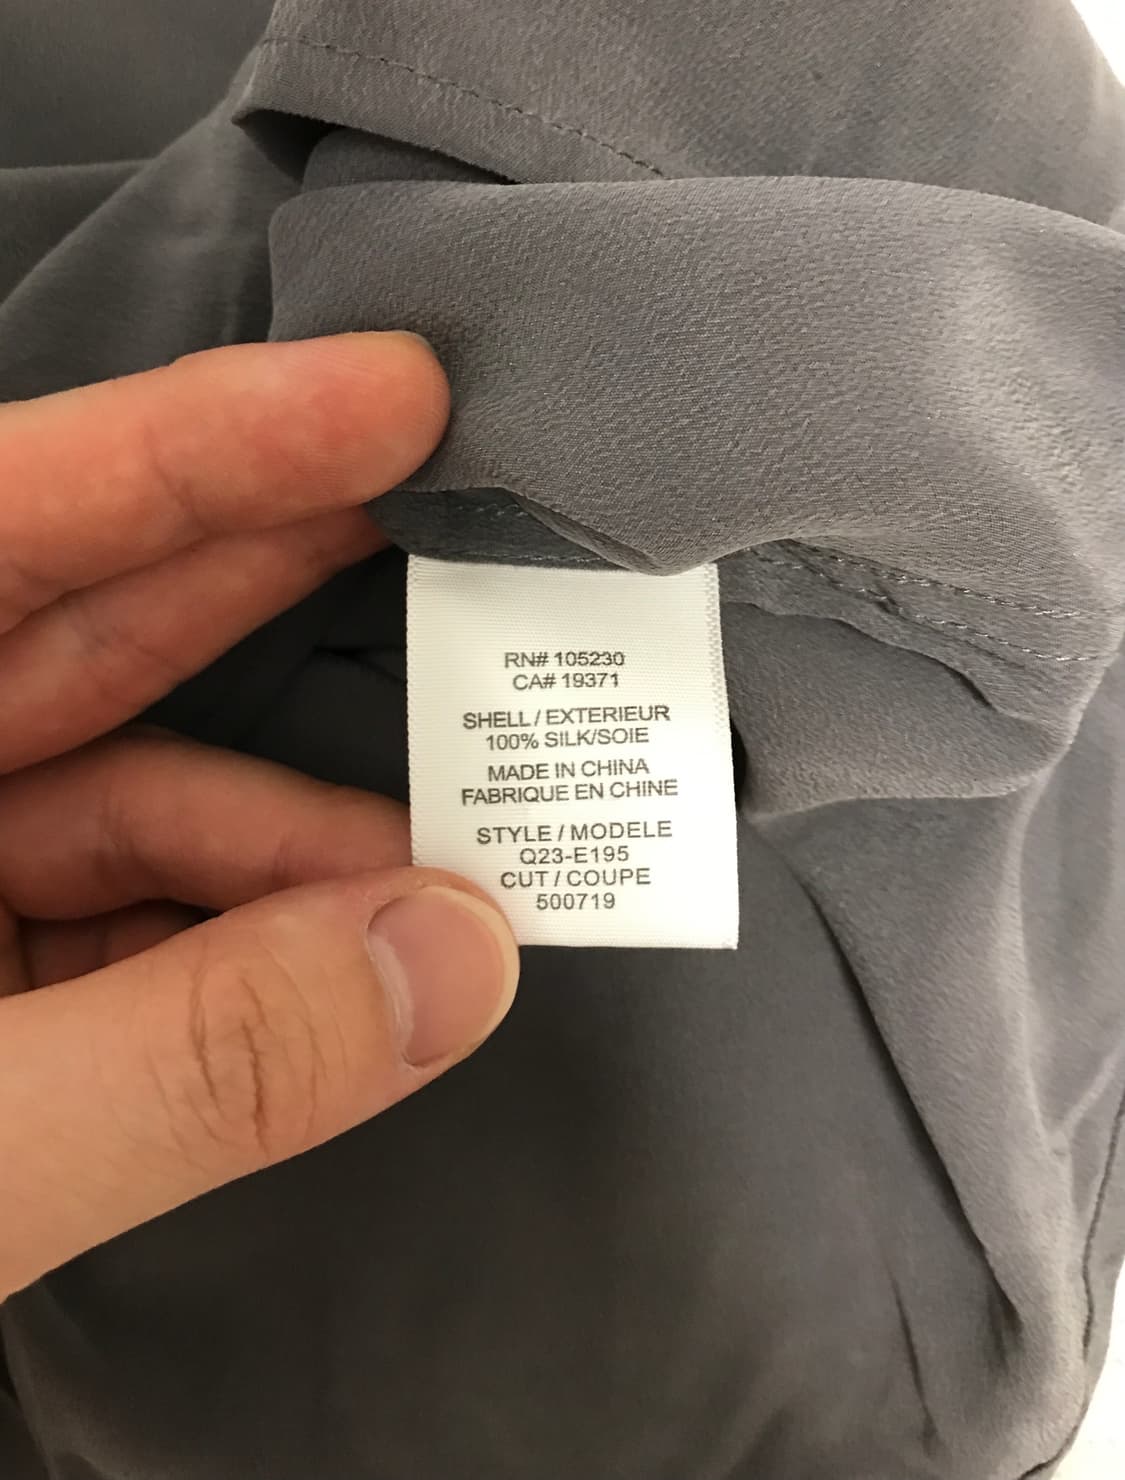 RN# 105230
CA# 19371
SHELL / EXTERIEUR
100% SILK/SOIE
MADE IN CHINA
FABRIQUE EN CHINE
STYLE / MODELE
Q23-E195
CUT / COUPE
500719